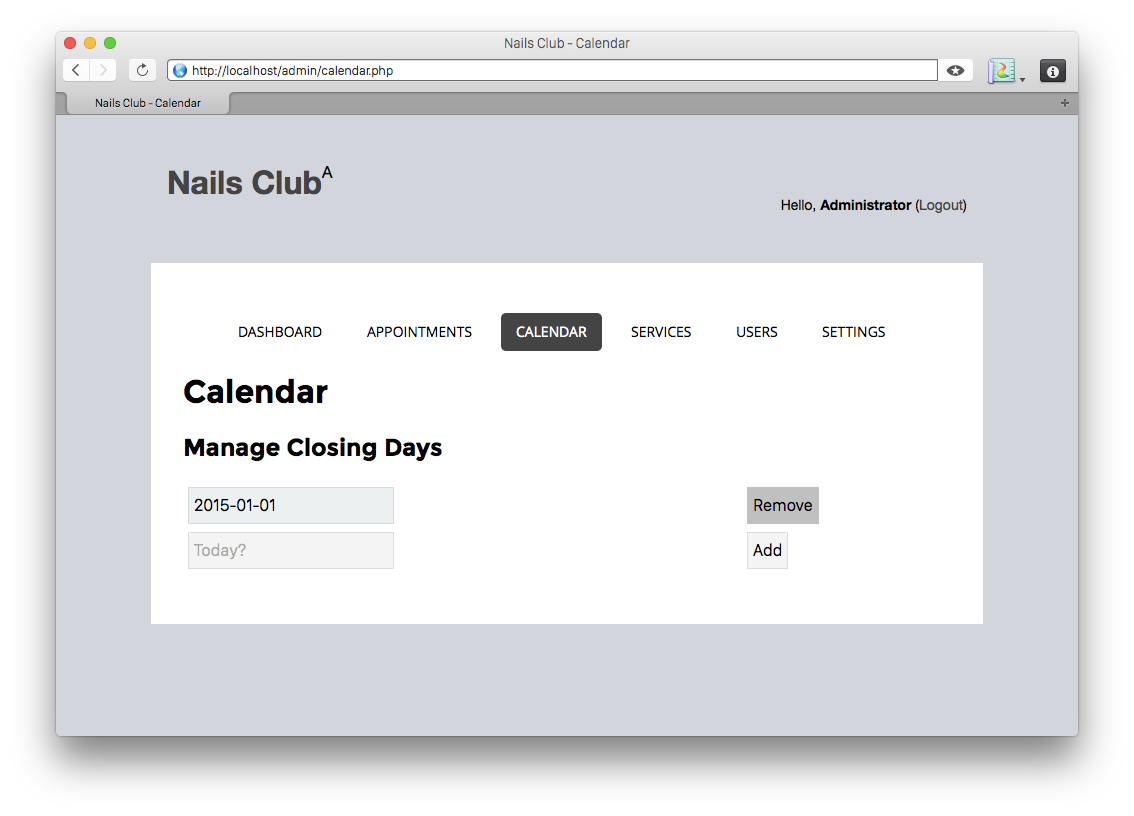 Nails Club - Calendar
http://localhost/admin/calendar.php
Nails Club - Calendar
Nails Club A
Hello, Administrator (Logout)
DASHBOARD APPOINTMENTS CALENDAR SERVICES USERS SETTINGS
Calendar
Manage Closing Days
2015-01-01 Remove
Today? Add